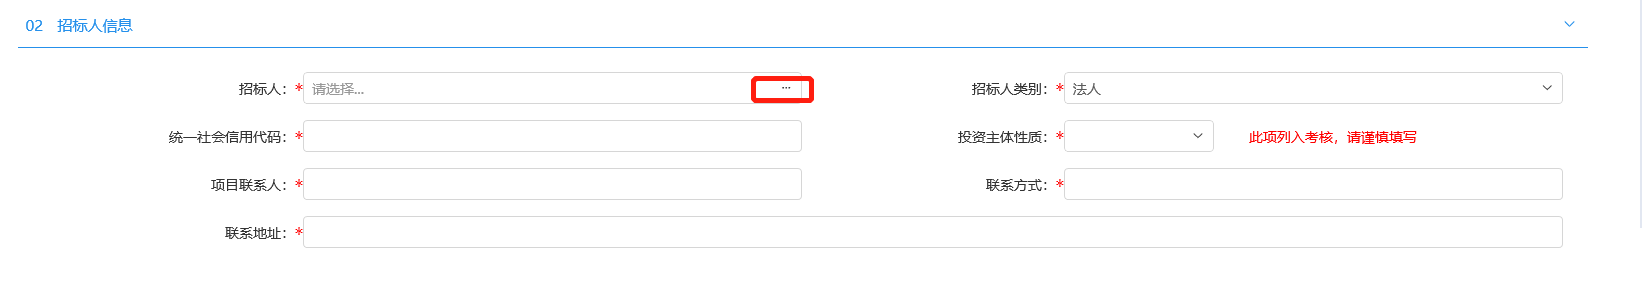 02 招标人信息
招标人：*请选择... ··· 招标人类别：*法人
统一社会信用代码：* 投资主体性质：* 此项列入考核，请谨慎填写
项目联系人：* 联系方式：*
联系地址：*